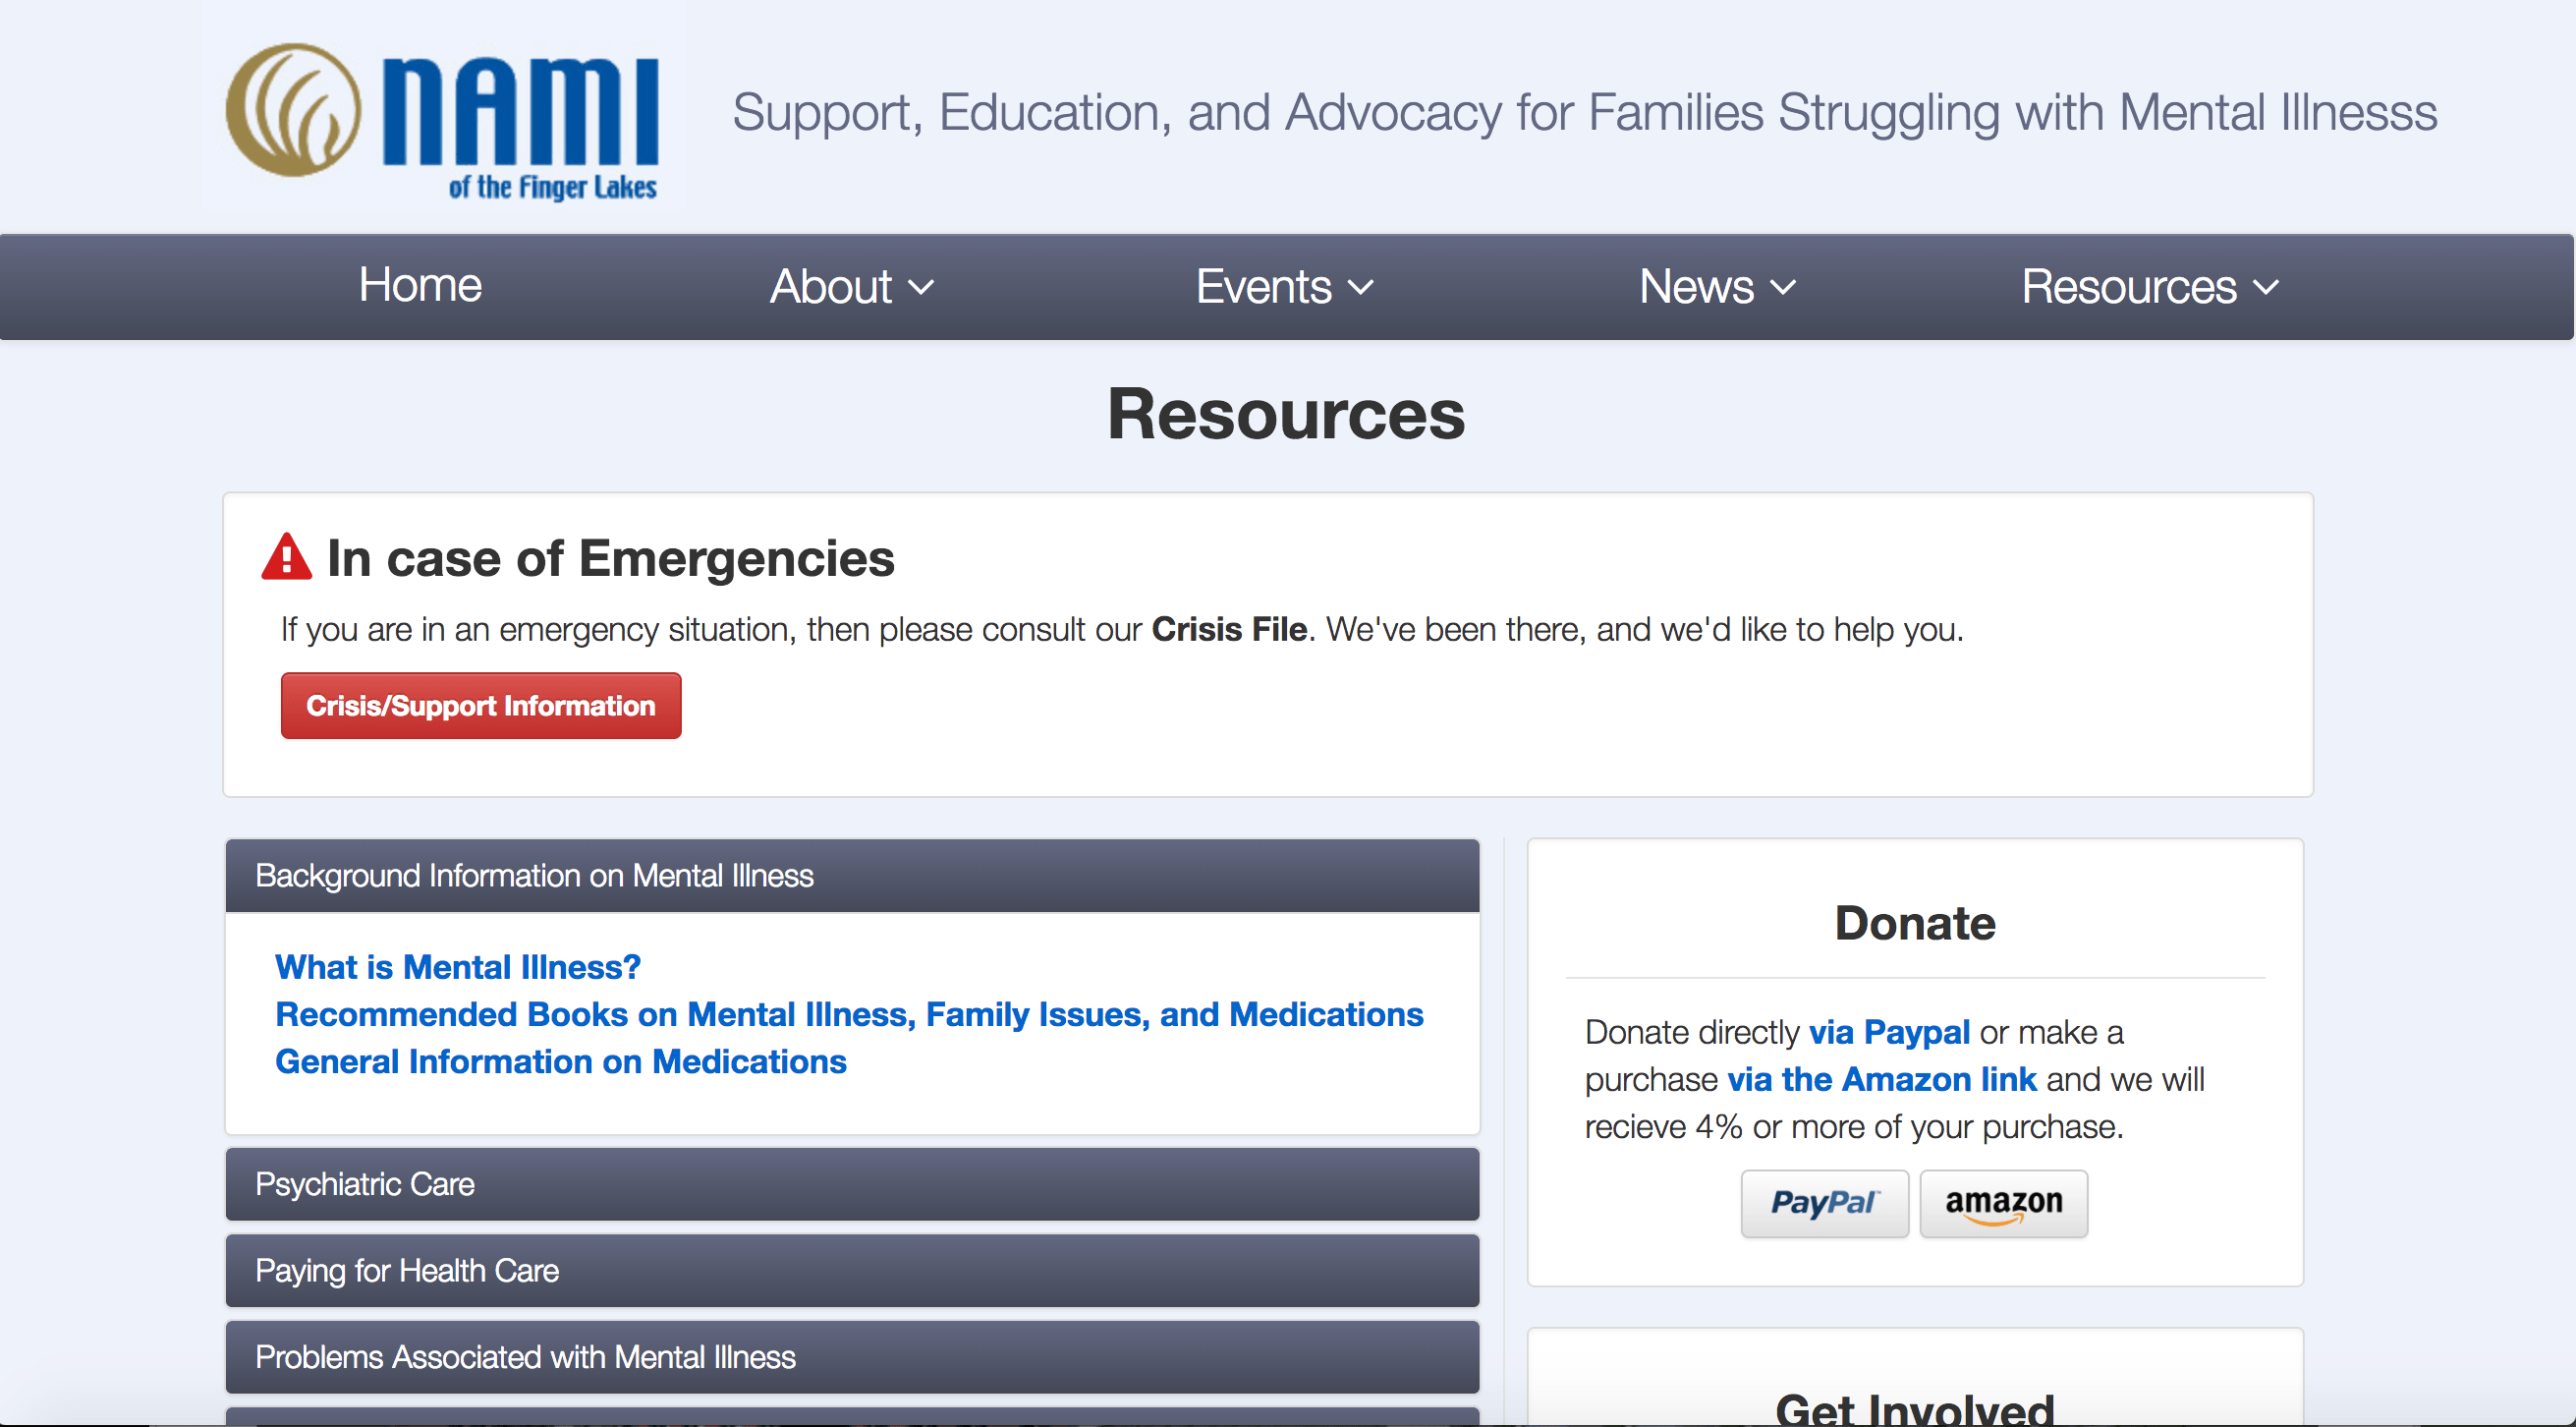 NAMI
of the Finger Lakes
Support, Education, and Advocacy for Families Struggling with Mental Illnesss
Home
About
Events
News
Resources
Resources
In case of Emergencies
If you are in an emergency situation, then please consult our Crisis File. We've been there, and we'd like to help you.
Crisis/Support Information
Background Information on Mental Illness
What is Mental Illness?
Recommended Books on Mental Illness, Family Issues, and Medications
General Information on Medications
Psychiatric Care
Paying for Health Care
Problems Associated with Mental Illness
Donate
Donate directly via Paypal or make a
purchase via the Amazon link and we will
recieve 4% or more of your purchase.
PayPal™
amazon
Get Involved